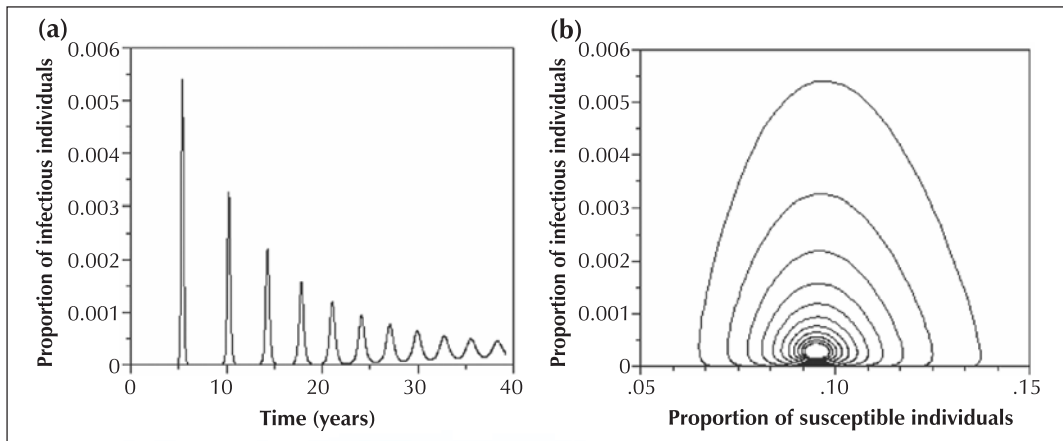 (a)
Proportion of infectious individuals
0.006
0.005
0.004
0.003
0.002
0.001
0
0 10 20 30 40
Time (years)
(b)
Proportion of infectious individuals
0.006
0.005
0.004
0.003
0.002
0.001
0
.05 .10 .15
Proportion of susceptible individuals